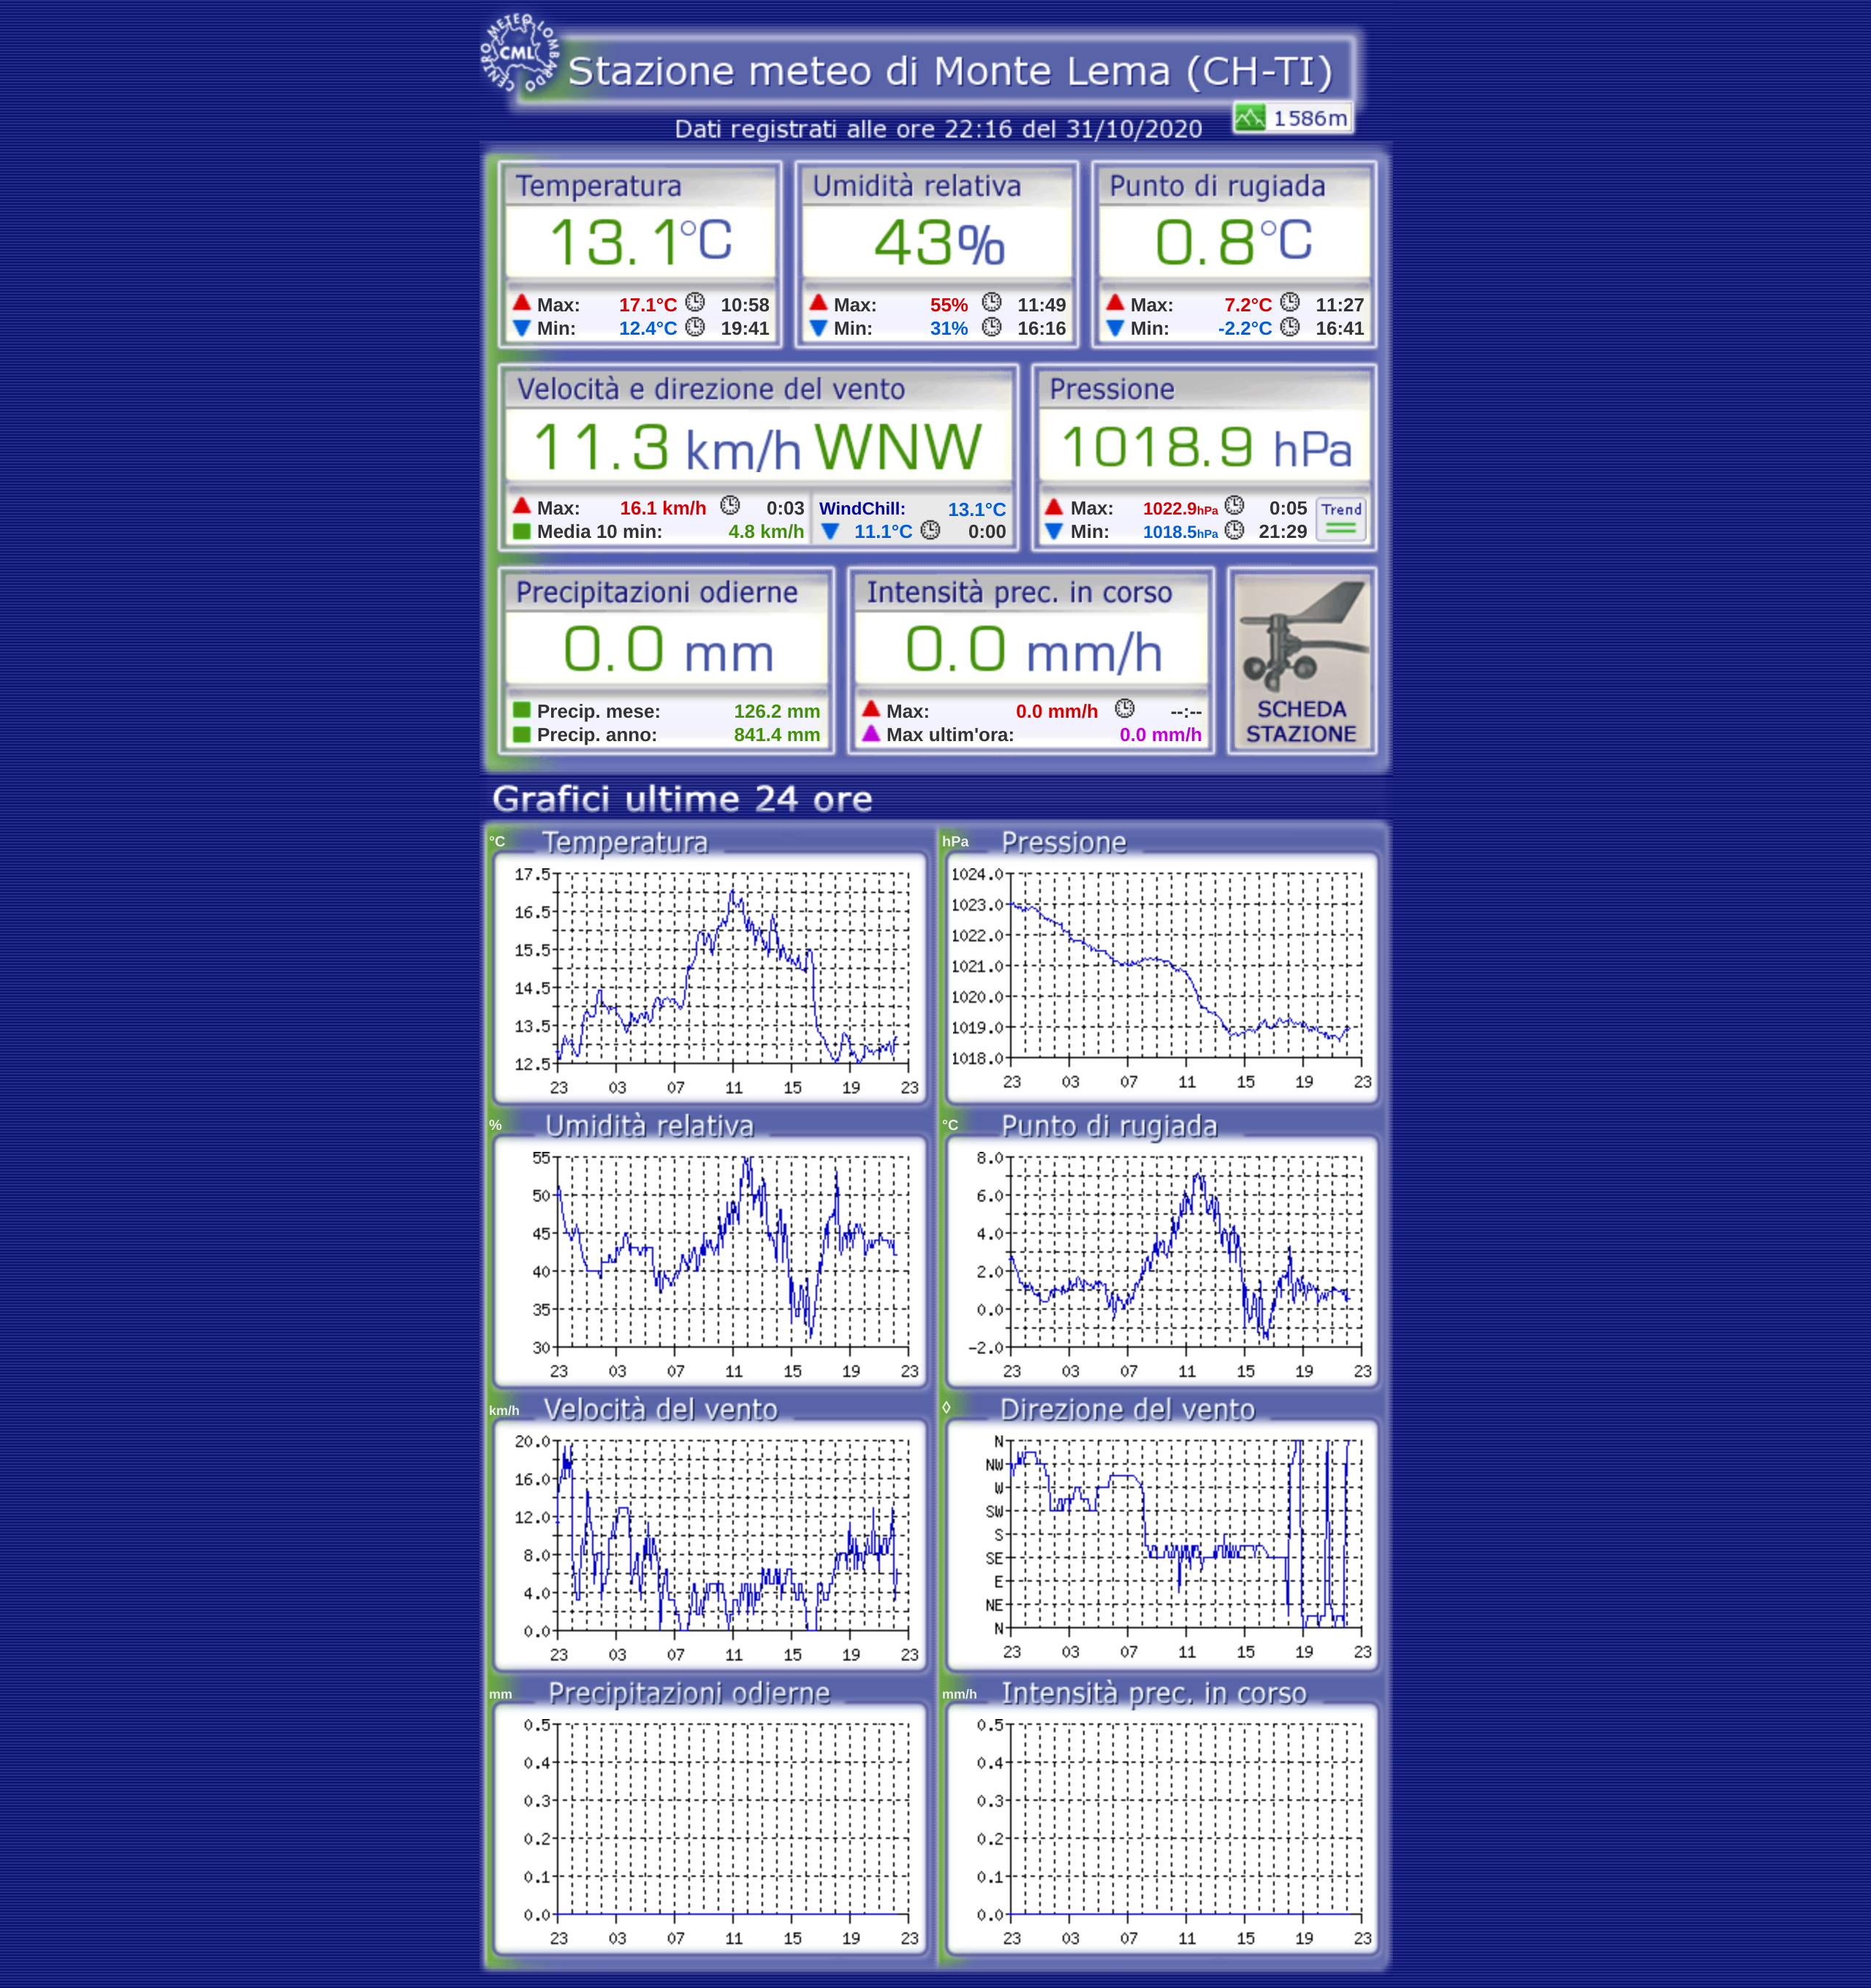 CENTRO METEO LOMBARDO
CML
Stazione meteo di Monte Lema (CH-TI)
1586m
Dati registrati alle ore 22:16 del 31/10/2020
Temperatura
13.1°C
Max: 17.1°C 10:58
Min: 12.4°C 19:41
Umidità relativa
43%
Max: 55% 11:49
Min: 31% 16:16
Punto di rugiada
0.8°C
Max: 7.2°C 11:27
Min: -2.2°C 16:41
Velocità e direzione del vento
11.3 km/h WNW
Max: 16.1 km/h 0:03
Media 10 min: 4.8 km/h
WindChill: 13.1°C
11.1°C 0:00
Pressione
1018.9 hPa
Max: 1022.9hPa 0:05
Min: 1018.5hPa 21:29
Trend
Precipitazioni odierne
0.0 mm
Precip. mese: 126.2 mm
Precip. anno: 841.4 mm
Intensità prec. in corso
0.0 mm/h
Max: 0.0 mm/h --:--
Max ultim'ora: 0.0 mm/h
SCHEDA
STAZIONE
Grafici ultime 24 ore
°C Temperatura
17.5
16.5
15.5
14.5
13.5
12.5
23 03 07 11 15 19 23
hPa Pressione
1024.0
1023.0
1022.0
1021.0
1020.0
1019.0
1018.0
23 03 07 11 15 19 23
% Umidità relativa
55
50
45
40
35
30
23 03 07 11 15 19 23
°C Punto di rugiada
8.0
6.0
4.0
2.0
0.0
-2.0
23 03 07 11 15 19 23
km/h Velocità del vento
20.0
16.0
12.0
8.0
4.0
0.0
23 03 07 11 15 19 23
◊ Direzione del vento
N
NW
W
SW
S
SE
E
NE
N
23 03 07 11 15 19 23
mm Precipitazioni odierne
0.5
0.4
0.3
0.2
0.1
0.0
23 03 07 11 15 19 23
mm/h Intensità prec. in corso
0.5
0.4
0.3
0.2
0.1
0.0
23 03 07 11 15 19 23